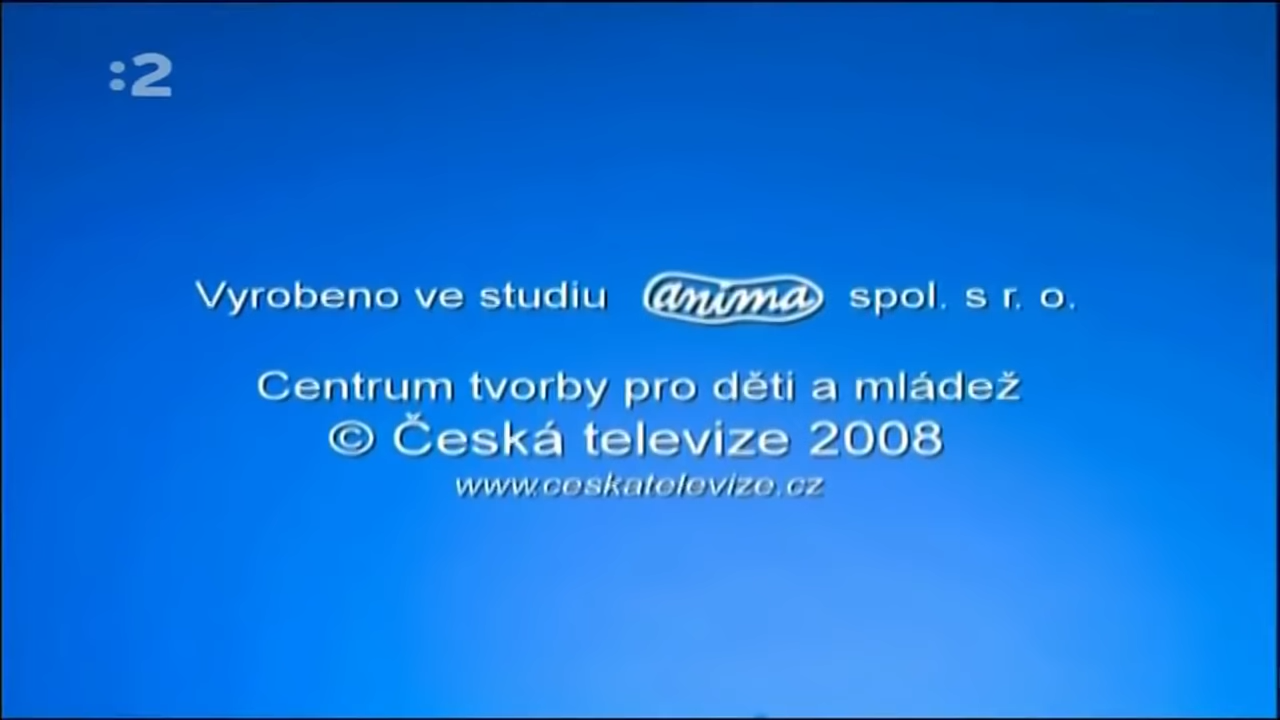 :2
Vyrobeno ve studiu anima spol. s r. o.
Centrum tvorby pro děti a mládež
© Česká televize 2008
www.ceskatelevize.cz